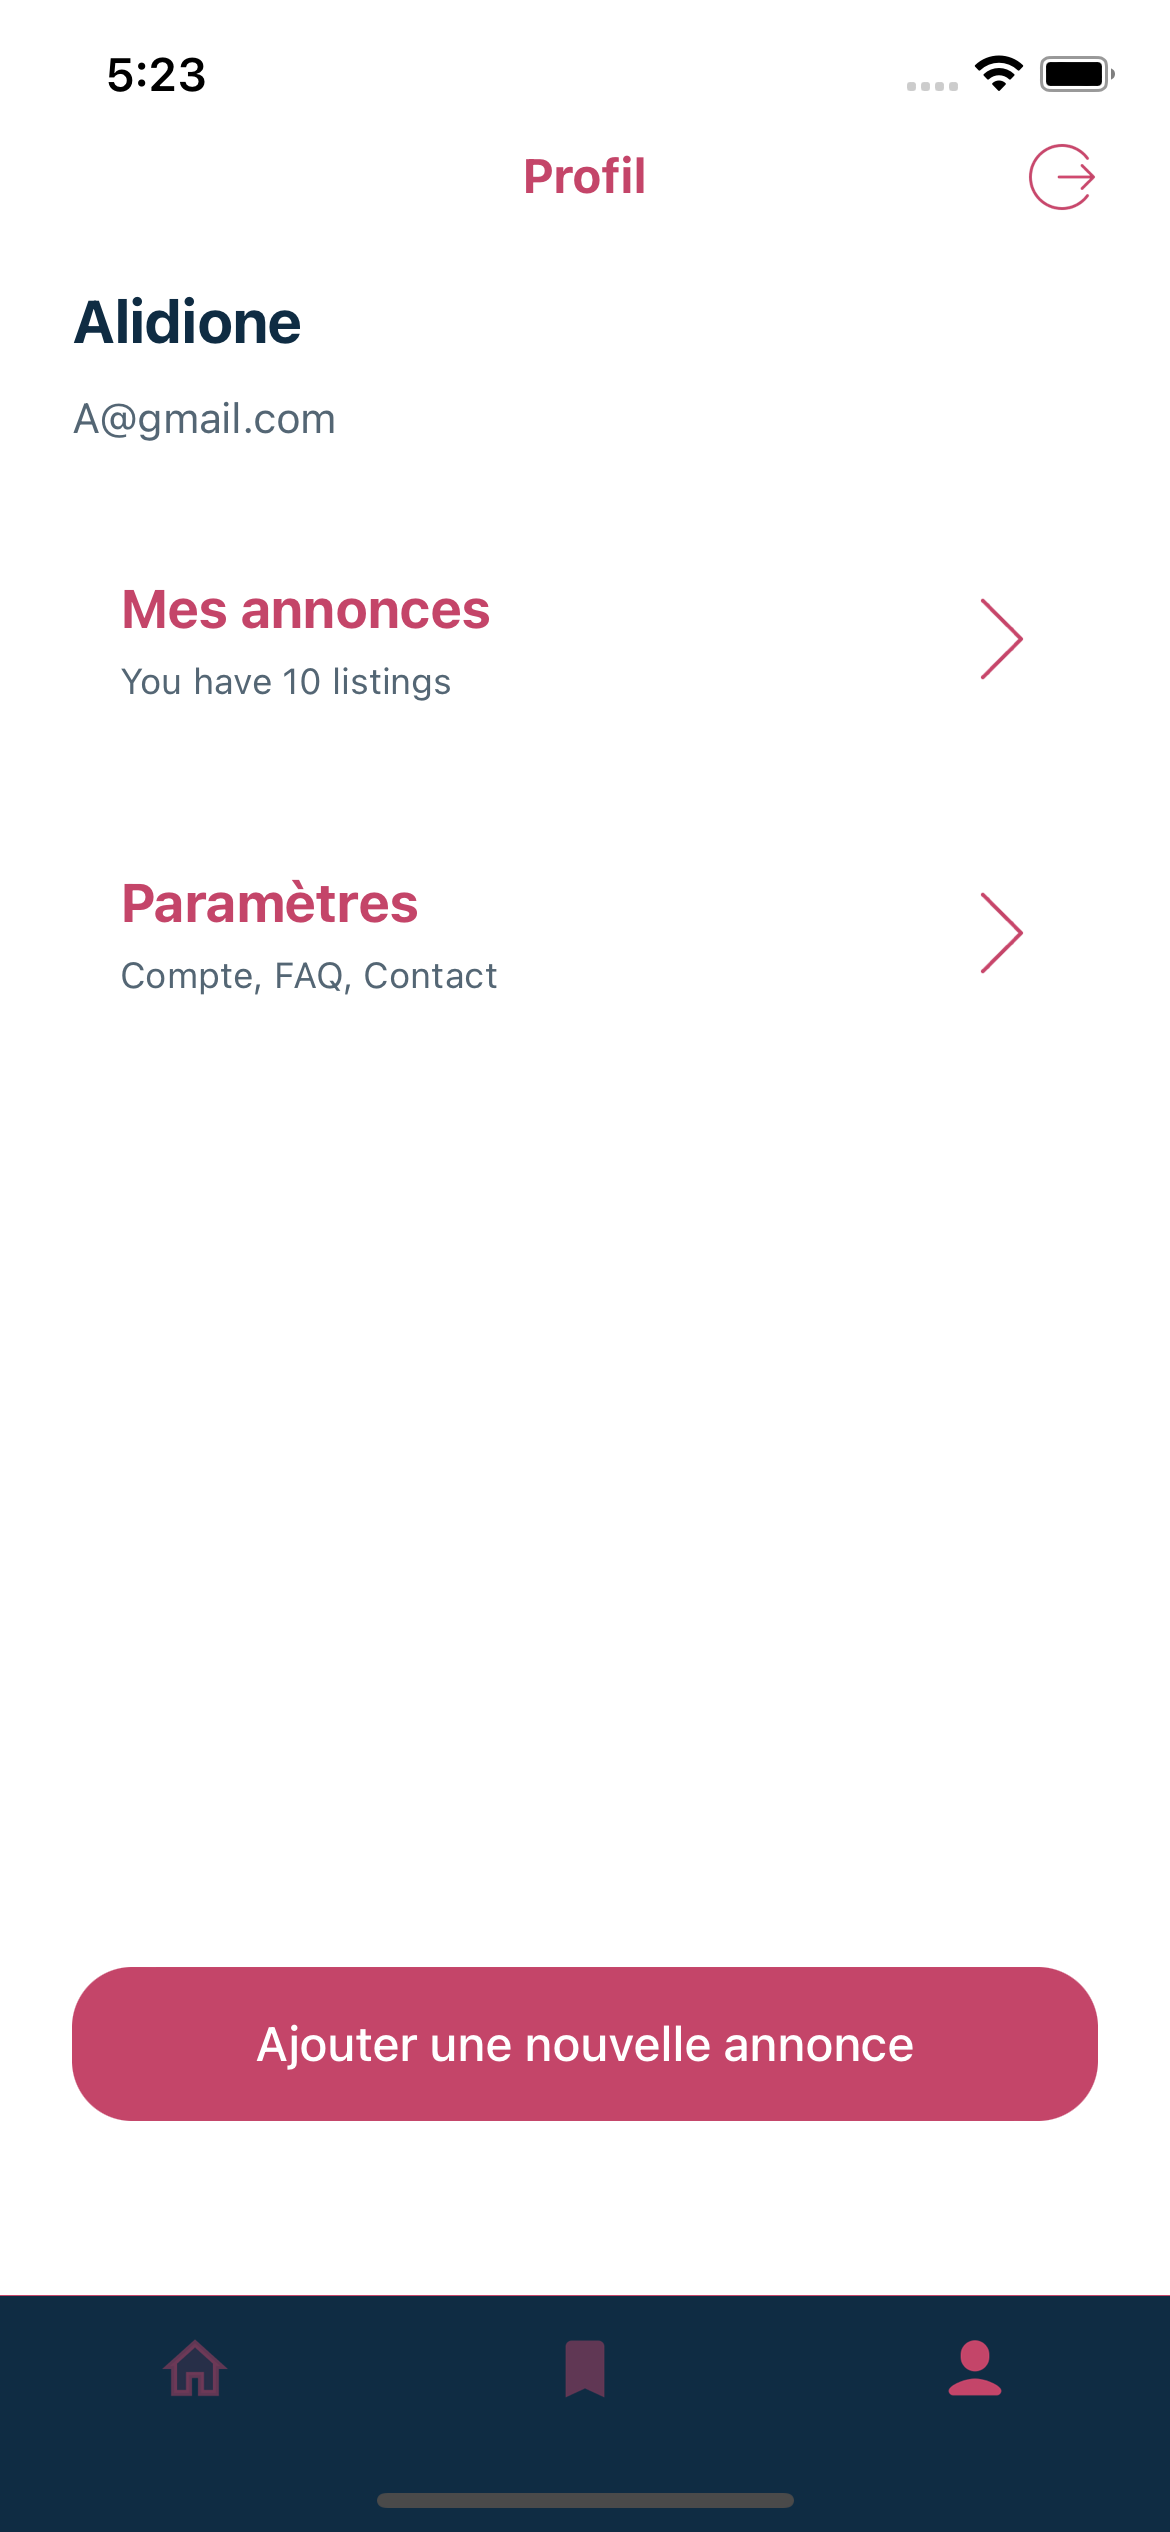 5:23
Profil
Alidione
A@gmail.com
Mes annonces
You have 10 listings
Paramètres
Compte, FAQ, Contact
Ajouter une nouvelle annonce